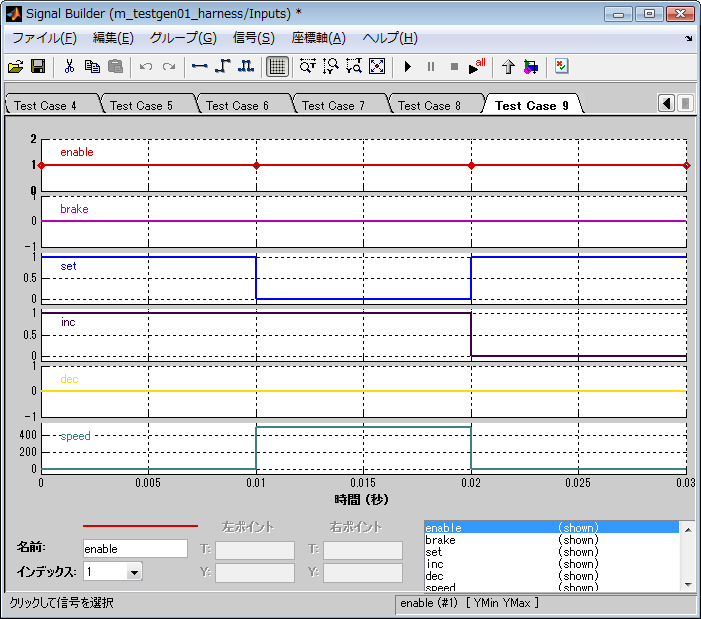 Signal Builder (m_testgen01_harness/Inputs) *
ファイル(F) 編集(E) グループ(G) 信号(S) 座標軸(A) ヘルプ(H)
all
Test Case 4 Test Case 5 Test Case 6 Test Case 7 Test Case 8 Test Case 9
2
enable
1
0
1
brake
0
-1
1
set
0.5
0
1
inc
0.5
0
1
dec
0
-1
400
speed
200
0
0 0.005 0.01 0.015 0.02 0.025 0.03
時間 (秒)
左ポイント 右ポイント
名前: enable T: T:
インデックス: 1 Y: Y:
enable (shown)
brake (shown)
set (shown)
inc (shown)
dec (shown)
speed (shown)
クリックして信号を選択
enable (#1) [ YMin YMax ]